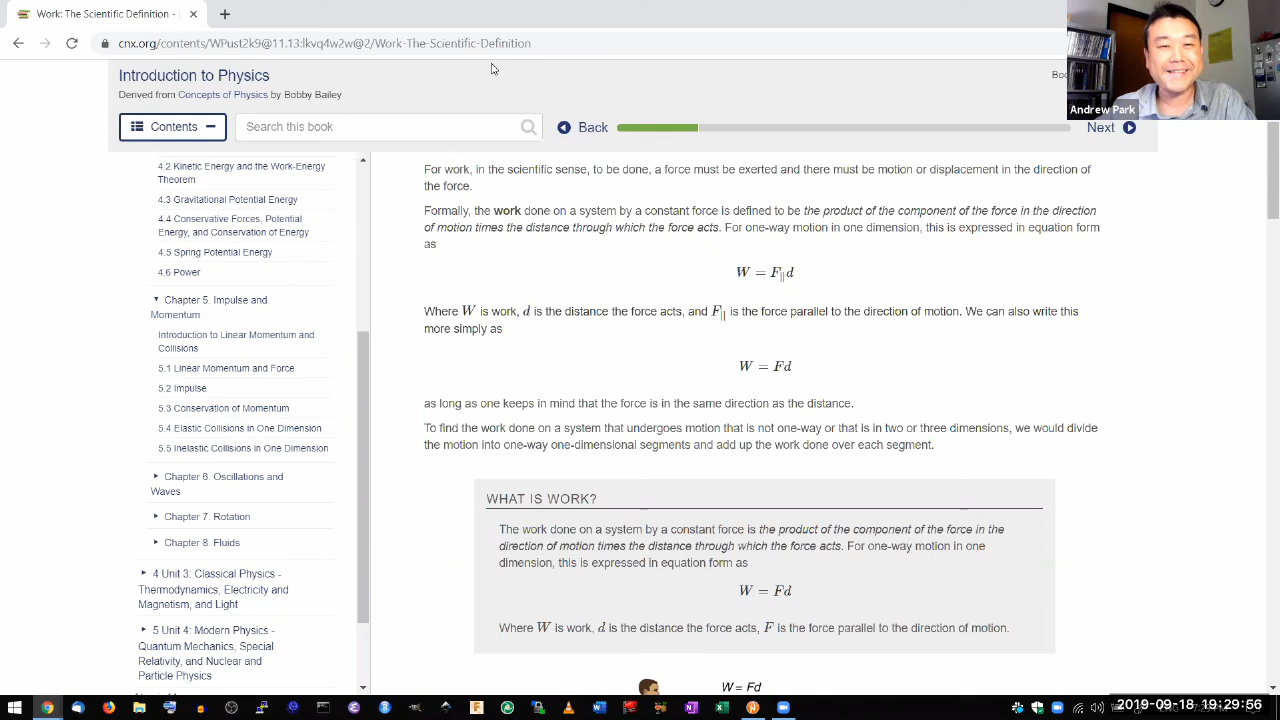 Work: The Scientific Definition -
cnx.org/contents/WPust2k9@11.13:lkvq4w2w@2/Work-The-Scientific-Definition
Introduction to Physics
Derived from Concepts of Physics by Bobby Bailey
Andrew Park
Contents
Search this book
Back
Next
4.2 Kinetic Energy and the Work-Energy
Theorem
4.3 Gravitational Potential Energy
4.4 Conservative Forces, Potential
Energy, and Conservation of Energy
4.5 Spring Potential Energy
4.6 Power
Chapter 5. Impulse and
Momentum
Introduction to Linear Momentum and
Collisions
5.1 Linear Momentum and Force
5.2 Impulse
5.3 Conservation of Momentum
5.4 Elastic Collisions in One Dimension
5.5 Inelastic Collisions in One Dimension
Chapter 6. Oscillations and
Waves
Chapter 7. Rotation
Chapter 8. Fluids
4 Unit 3: Classical Physics -
Thermodynamics, Electricity and
Magnetism, and Light
5 Unit 4: Modern Physics -
Quantum Mechanics, Special
Relativity, and Nuclear and
Particle Physics
For work, in the scientific sense, to be done, a force must be exerted and there must be motion or displacement in the direction of
the force.
Formally, the work done on a system by a constant force is defined to be the product of the component of the force in the direction
of motion times the distance through which the force acts. For one-way motion in one dimension, this is expressed in equation form
as
W = F∥d
Where W is work, d is the distance the force acts, and F∥ is the force parallel to the direction of motion. We can also write this
more simply as
W = Fd
as long as one keeps in mind that the force is in the same direction as the distance.
To find the work done on a system that undergoes motion that is not one-way or that is in two or three dimensions, we would divide
the motion into one-way one-dimensional segments and add up the work done over each segment.
WHAT IS WORK?
The work done on a system by a constant force is the product of the component of the force in the
direction of motion times the distance through which the force acts. For one-way motion in one
dimension, this is expressed in equation form as
W = Fd
Where W is work, d is the distance the force acts, F is the force parallel to the direction of motion.
W = Fd
2019-09-18 19:29:56